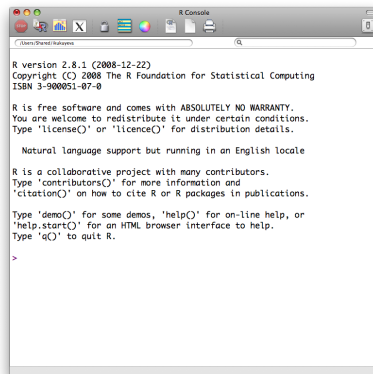 R Console
R version 2.8.1 (2008-12-22)
Copyright (C) 2008 The R Foundation for Statistical Computing
ISBN 3-900051-07-0
R is free software and comes with ABSOLUTELY NO WARRANTY.
You are welcome to redistribute it under certain conditions.
Type 'license()' or 'licence()' for distribution details.
Natural language support but running in an English locale
R is a collaborative project with many contributors.
Type 'contributors()' for more information and
'citation()' on how to cite R or R packages in publications.
Type 'demo()' for some demos, 'help()' for on-line help, or
'help.start()' for an HTML browser interface to help.
Type 'q()' to quit R.
>